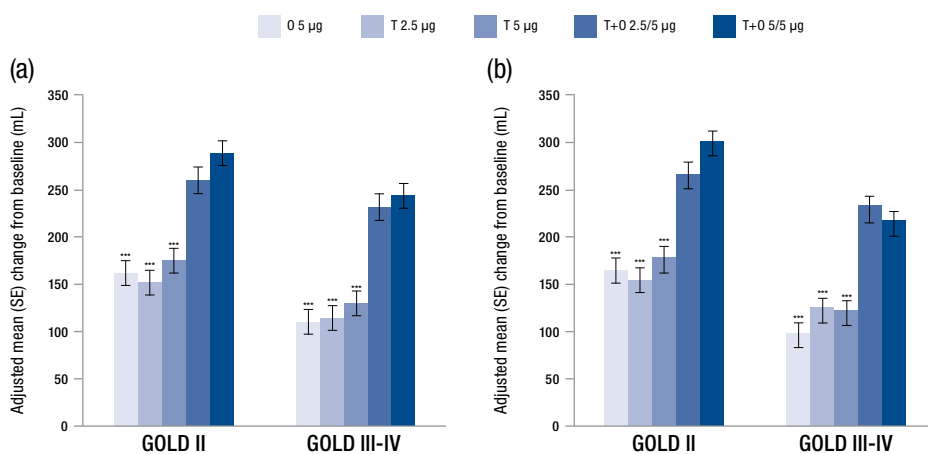 O 5 µg T 2.5 µg T 5 µg T+O 2.5/5 µg T+O 5/5 µg
(a)
Adjusted mean (SE) change from baseline (mL)
350
300
250
200
150
100
50
0
*** *** ***
*** *** ***
GOLD II GOLD III-IV
(b)
Adjusted mean (SE) change from baseline (mL)
350
300
250
200
150
100
50
0
*** *** ***
*** *** ***
GOLD II GOLD III-IV